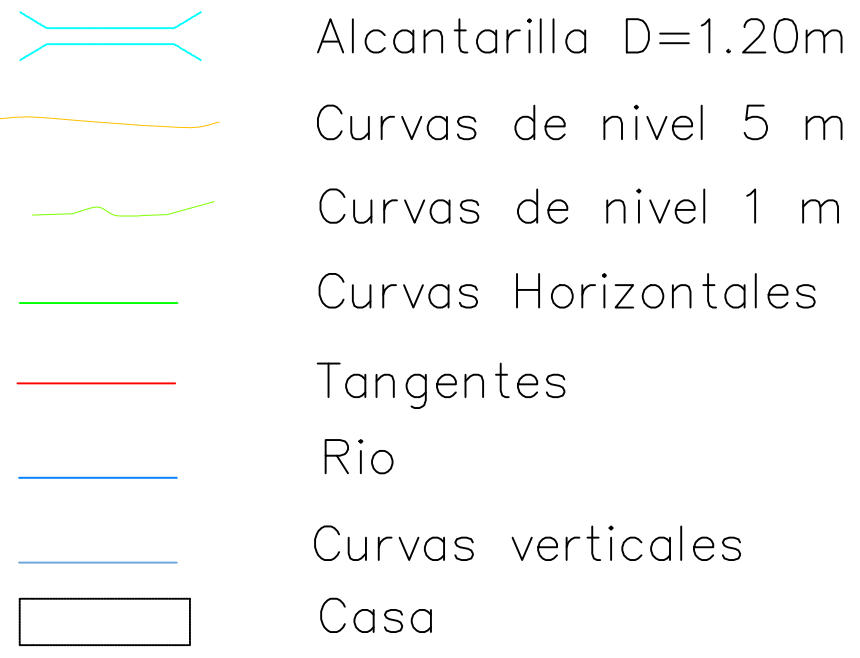 Alcantarilla D=1.20m
Curvas de nivel 5 m
Curvas de nivel 1 m
Curvas Horizontales
Tangentes
Rio
Curvas verticales
Casa